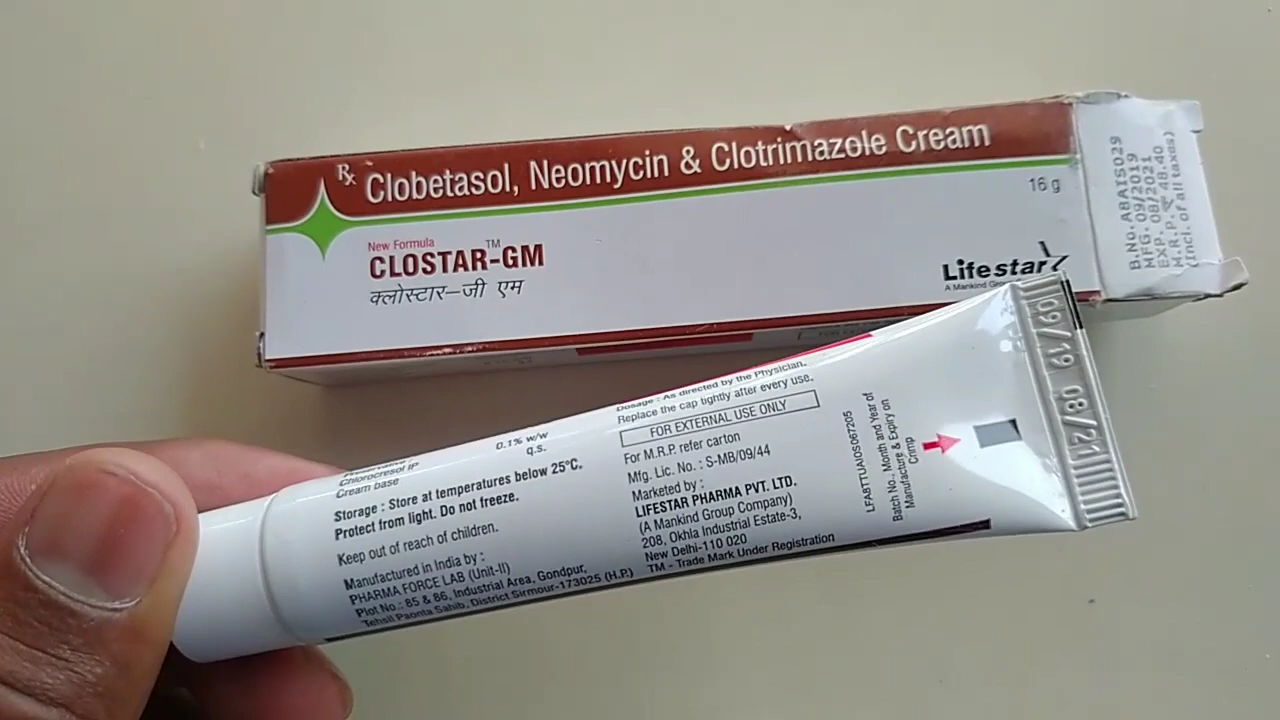 Rx Clobetasol, Neomycin & Clotrimazole Cream
16 g
New Formula
CLOSTAR-GM™
क्लोस्टार–जी एम
Lifestar
A Mankind
B.No. A8AIS029
MFG. 09/2019
EXP. 08/2021
M.R.P. ₹ 48.40
(Incl. of all taxes)
0.1% w/w
Chlorocresol IP
q.s.
Cream base
Storage : Store at temperatures below 25°C.
Protect from light. Do not freeze.
Keep out of reach of children.
Manufactured in India by :
PHARMA FORCE LAB (Unit-II)
Plot No.: 85 & 86, Industrial Area, Gondpur,
Tehsil Paonta Sahib, District Sirmour-173025 (H.P.)
Dosage : As directed by the Physician.
Replace the cap tightly after every use.
FOR EXTERNAL USE ONLY
For M.R.P. refer carton
Mfg. Lic. No. : S-MB/09/44
Marketed by :
LIFESTAR PHARMA PVT. LTD.
(A Mankind Group Company)
208, Okhla Industrial Estate-3,
New Delhi-110 020
TM - Trade Mark Under Registration
LFA8TTUAI0S067205
Batch No.: Month and Year of
Manufacture & Expiry on
Crimp
09/19
08/21